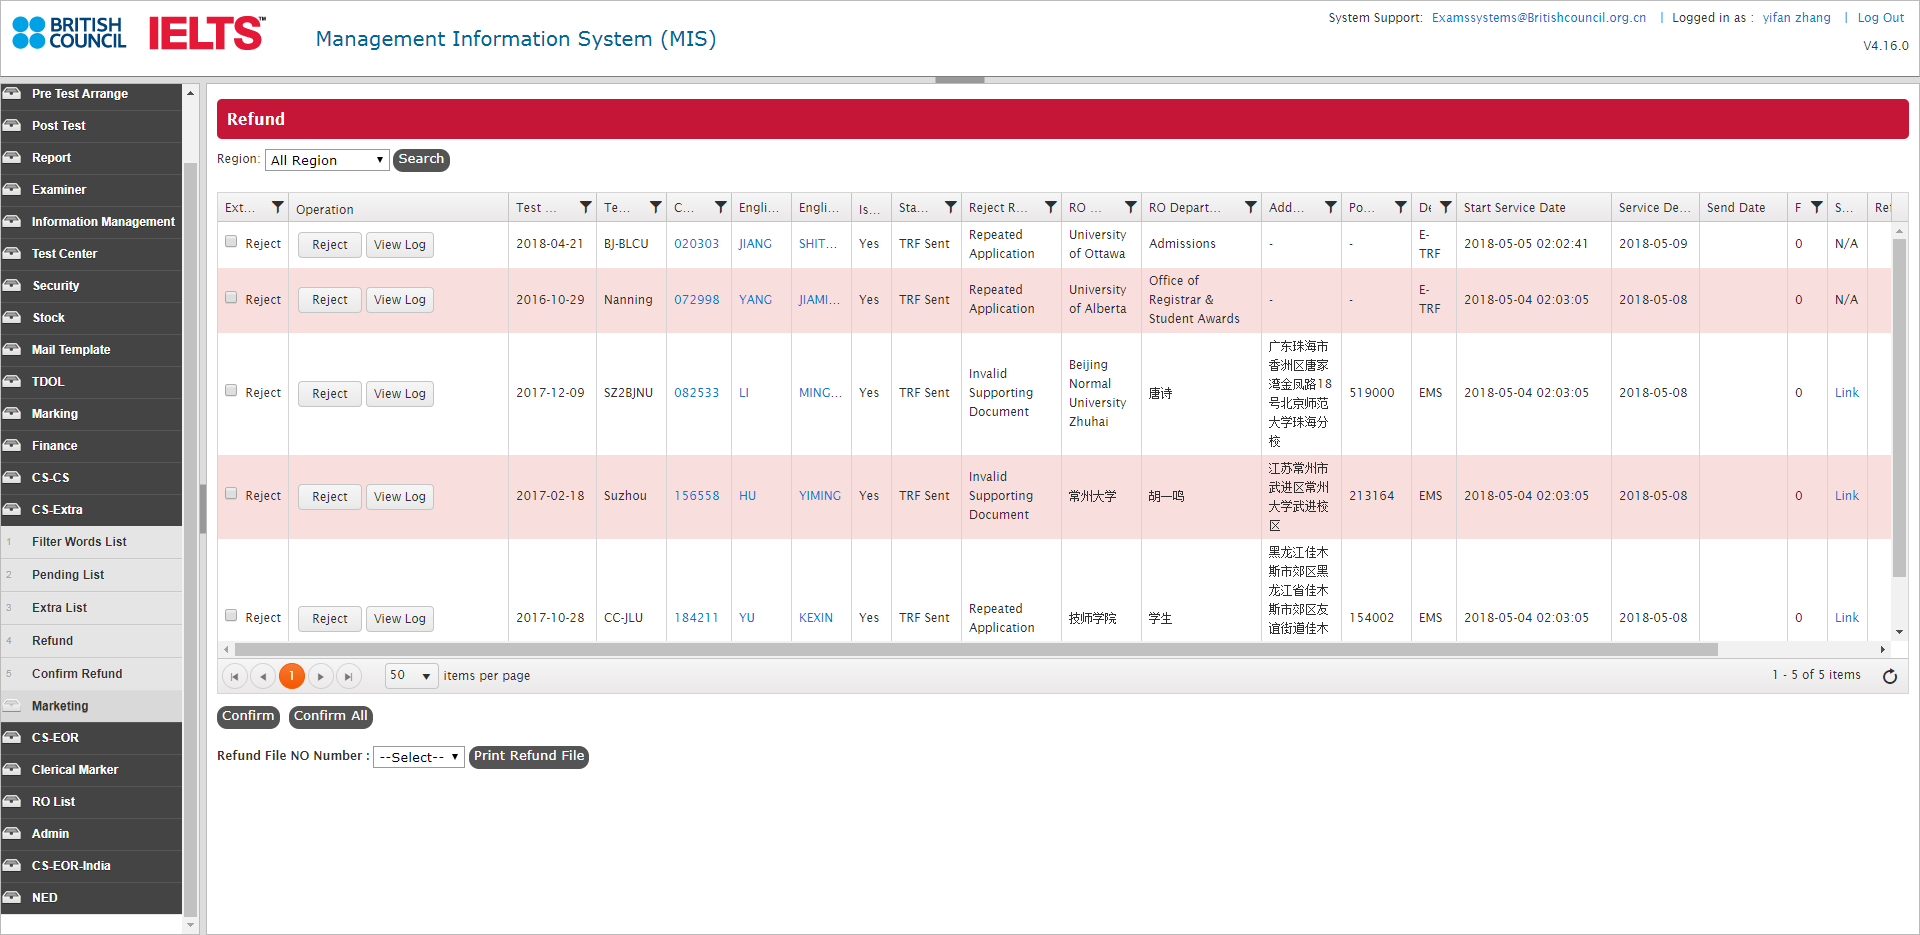 BRITISH COUNCIL IELTS™ Management Information System (MIS)
System Support: Examssystems@Britishcouncil.org.cn | Logged in as : yifan zhang | Log Out
V4.16.0
Pre Test Arrange
Post Test
Report
Examiner
Information Management
Test Center
Security
Stock
Mail Template
TDOL
Marking
Finance
CS-CS
CS-Extra
1 Filter Words List
2 Pending List
3 Extra List
4 Refund
5 Confirm Refund
Marketing
CS-EOR
Clerical Marker
RO List
Admin
CS-EOR-India
NED
Refund
Region: All Region Search
Ext... Operation Test ... Te... C... Engli... Engli... Is... Sta... Reject R... RO ... RO Depart... Add... Po... De Start Service Date Service De... Send Date F S... Ref
Reject Reject View Log 2018-04-21 BJ-BLCU 020303 JIANG SHIT... Yes TRF Sent Repeated Application University of Ottawa Admissions - - E-TRF 2018-05-05 02:02:41 2018-05-09 0 N/A
Reject Reject View Log 2016-10-29 Nanning 072998 YANG JIAMI... Yes TRF Sent Repeated Application University of Alberta Office of Registrar & Student Awards - - E-TRF 2018-05-04 02:03:05 2018-05-08 0 N/A
Reject Reject View Log 2017-12-09 SZ2BJNU 082533 LI MING... Yes TRF Sent Invalid Supporting Document Beijing Normal University Zhuhai 唐诗 广东珠海市香洲区唐家湾金凤路18号北京师范大学珠海分校 519000 EMS 2018-05-04 02:03:05 2018-05-08 0 Link
Reject Reject View Log 2017-02-18 Suzhou 156558 HU YIMING Yes TRF Sent Invalid Supporting Document 常州大学 胡一鸣 江苏常州市武进区常州大学武进校区 213164 EMS 2018-05-04 02:03:05 2018-05-08 0 Link
Reject Reject View Log 2017-10-28 CC-JLU 184211 YU KEXIN Yes TRF Sent Repeated Application 技师学院 学生 黑龙江佳木斯市郊区黑龙江省佳木斯市郊区友谊街道佳木 154002 EMS 2018-05-04 02:03:05 2018-05-08 0 Link
1 50 items per page 1 - 5 of 5 items
Confirm Confirm All
Refund File NO Number : --Select-- Print Refund File